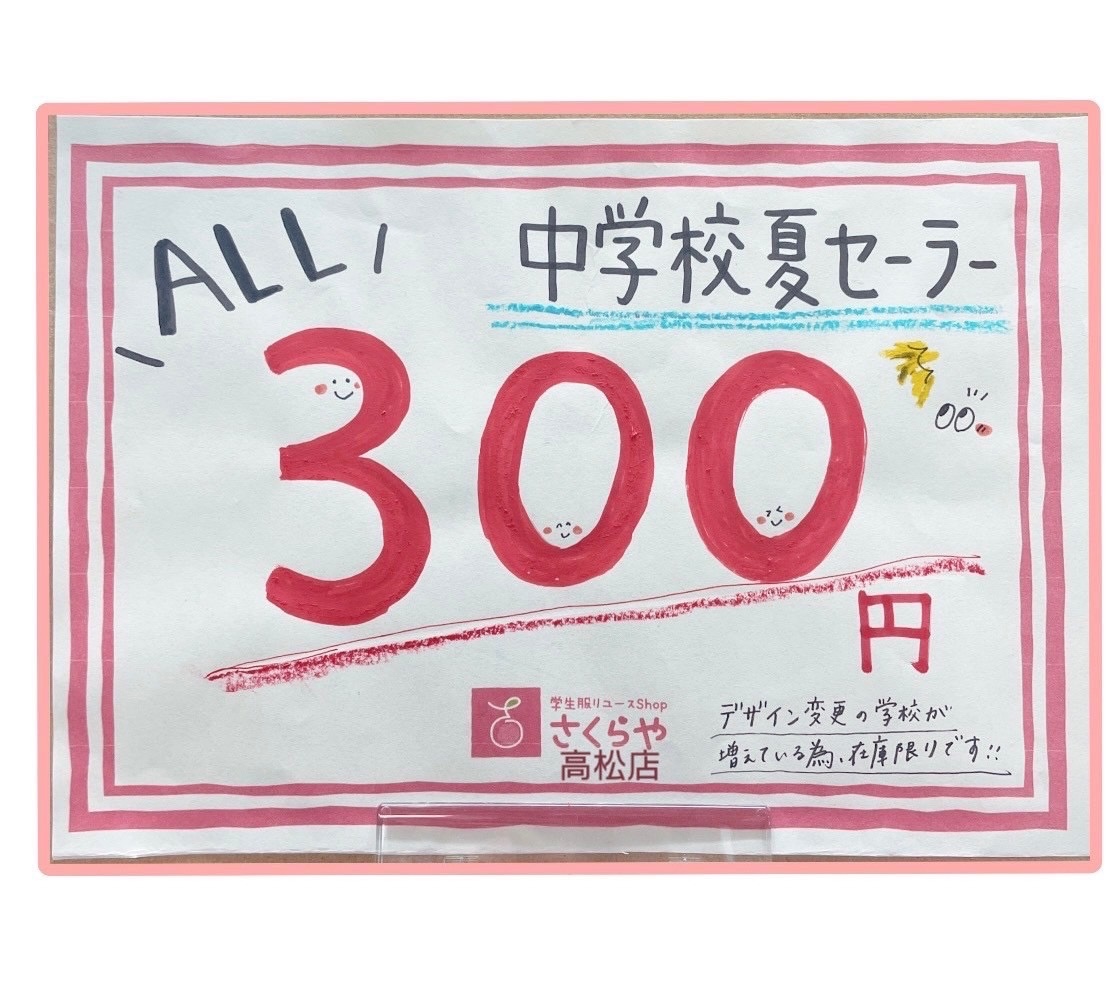 ALL
中学校夏セーラー
300
円
学生服リユースShop
さくらや
高松店
デザイン変更の学校が
増えている為、在庫限りです!!